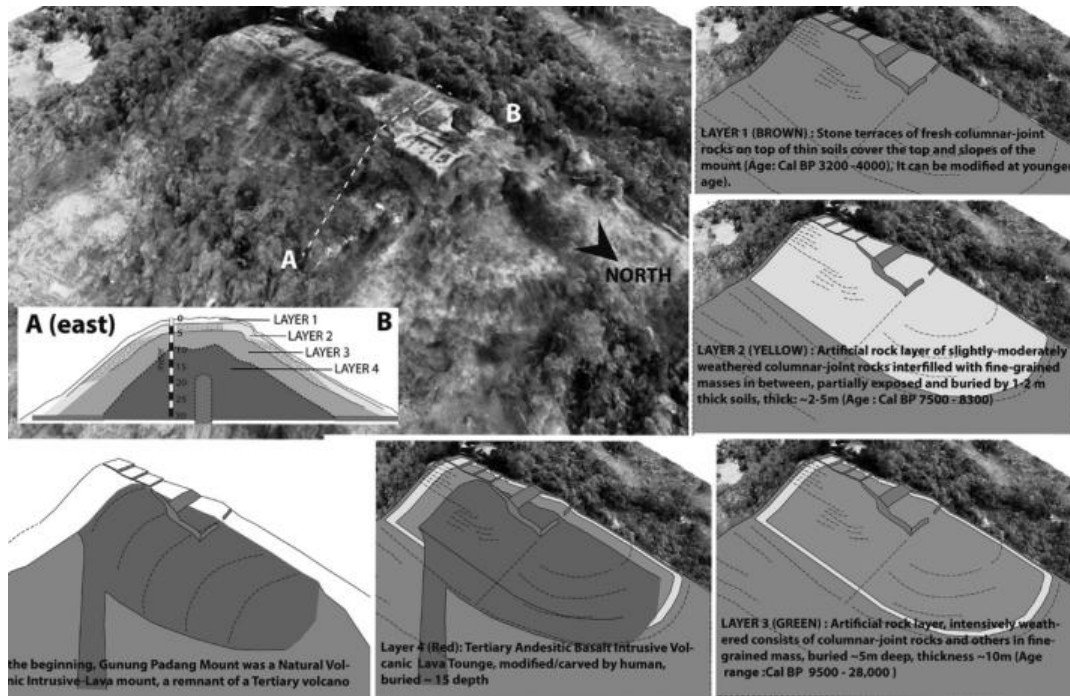 B
A
NORTH
A (east)
B
0
LAYER 1
5
LAYER 2
10
LAYER 3
15
LAYER 4
20
25
30
LAYER 1 (BROWN) : Stone terraces of fresh columnar-joint
rocks on top of thin soils cover the top and slopes of the
mount (Age: Cal BP 3200 -4000), It can be modified at younger
age).
LAYER 2 (YELLOW) : Artificial rock layer of slightly-moderately
weathered columnar-joint rocks interfilled with fine-grained
masses in between, partially exposed and buried by 1-2 m
thick soils, thick: ~2-5m (Age : Cal BP 7500 - 8300)
the beginning, Gunung Padang Mount was a Natural Vol-
nic Intrusive-Lava mount, a remnant of a Tertiary volcano
Layer 4 (Red): Tertiary Andesitic Basalt Intrusive Vol-
canic Lava Tounge, modified/carved by human,
buried ~ 15 depth
LAYER 3 (GREEN) : Artificial rock layer, intensively weath-
ered consists of columnar-joint rocks and others in fine-
grained mass, buried ~5m deep, thickness ~10m (Age
range :Cal BP 9500 - 28,000 )